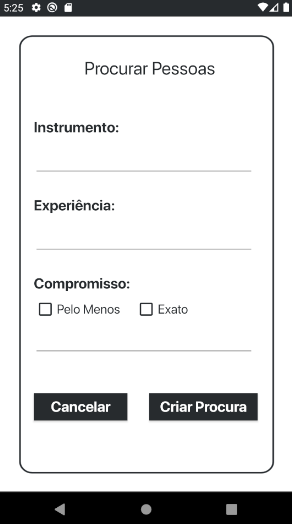 5:25
Procurar Pessoas
Instrumento:
Experiência:
Compromisso:
Pelo Menos Exato
Cancelar Criar Procura